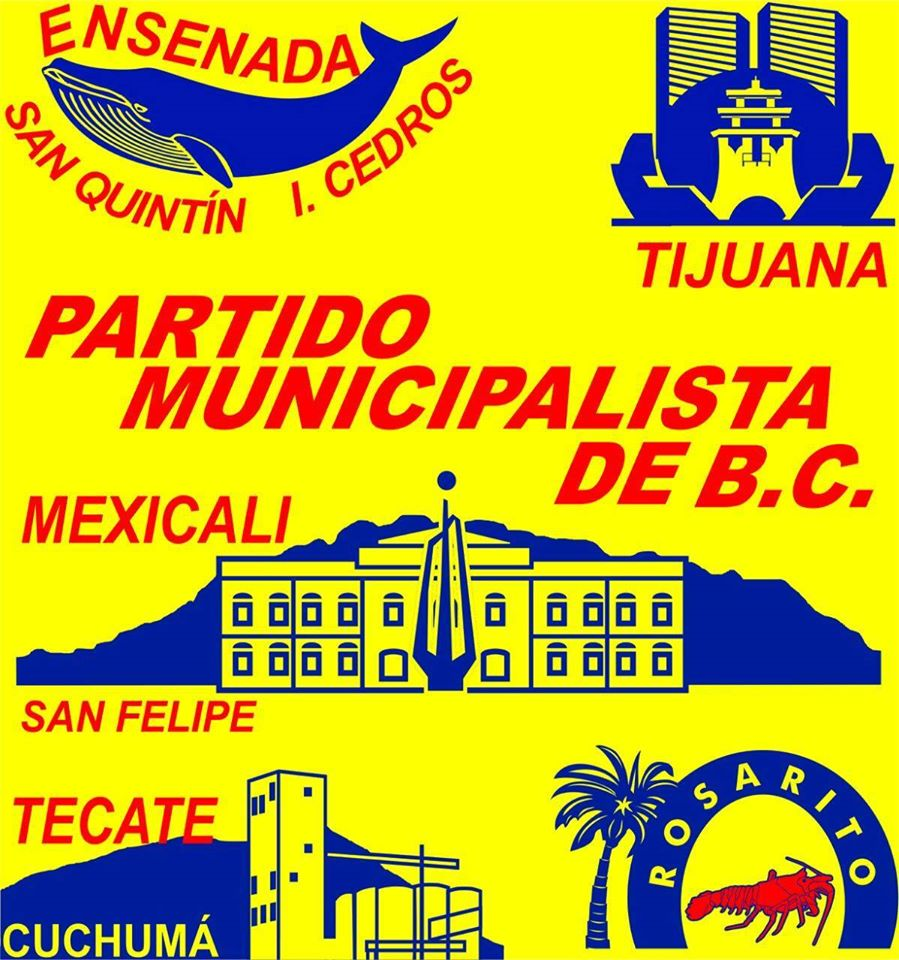 ENSENADA
SAN QUINTÍN I. CEDROS
TIJUANA
PARTIDO
MUNICIPALISTA
DE B.C.
MEXICALI
SAN FELIPE
TECATE
CUCHUMÁ
ROSARITO